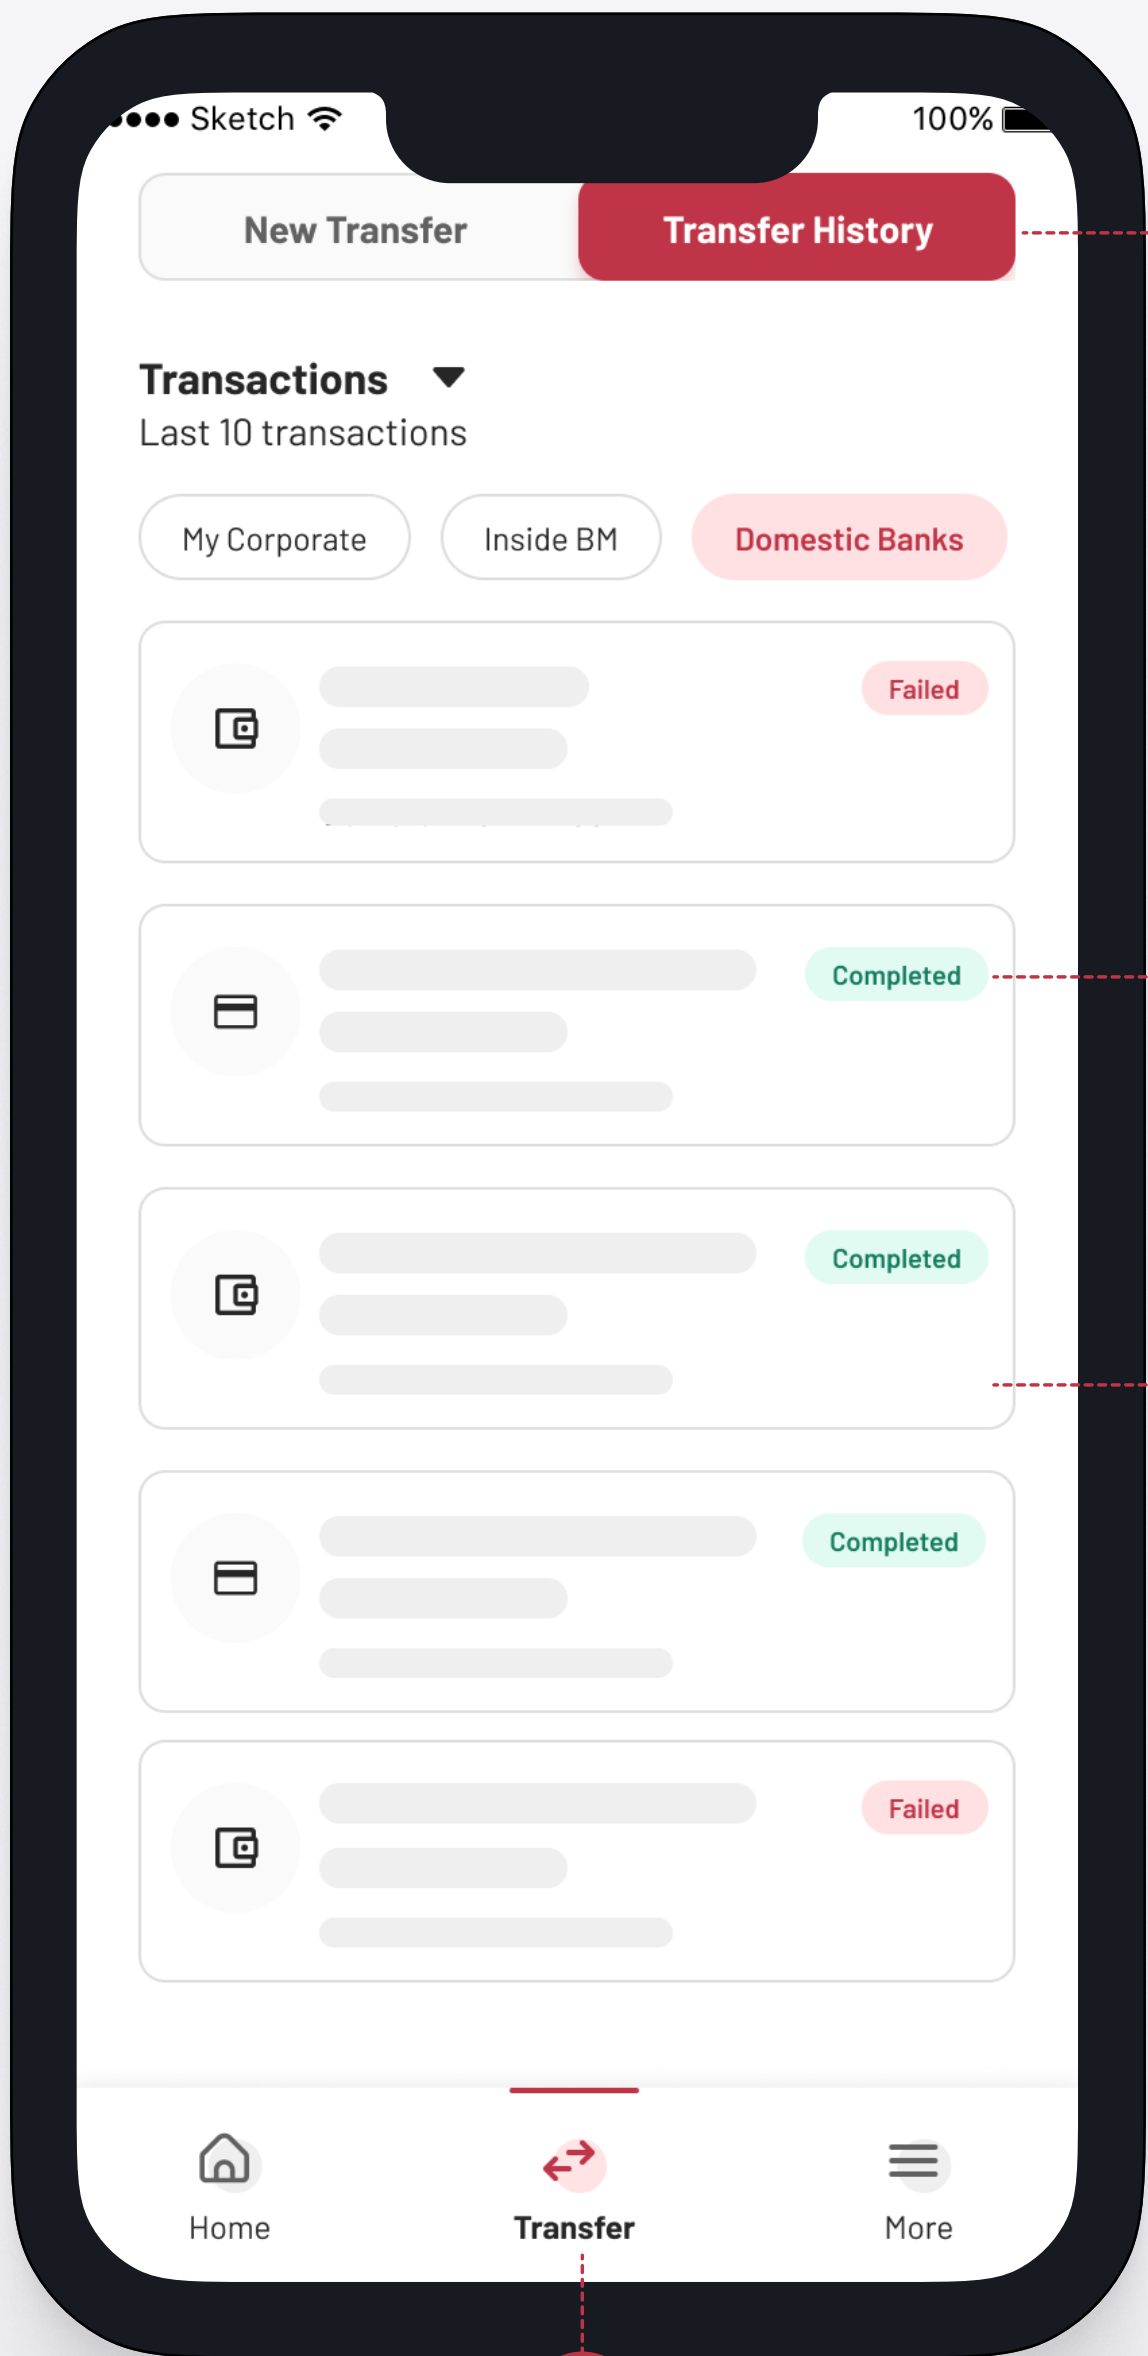 Sketch 100%
New Transfer Transfer History
Transactions
Last 10 transactions
My Corporate Inside BM Domestic Banks
Failed
Completed
Completed
Completed
Failed
Home Transfer More